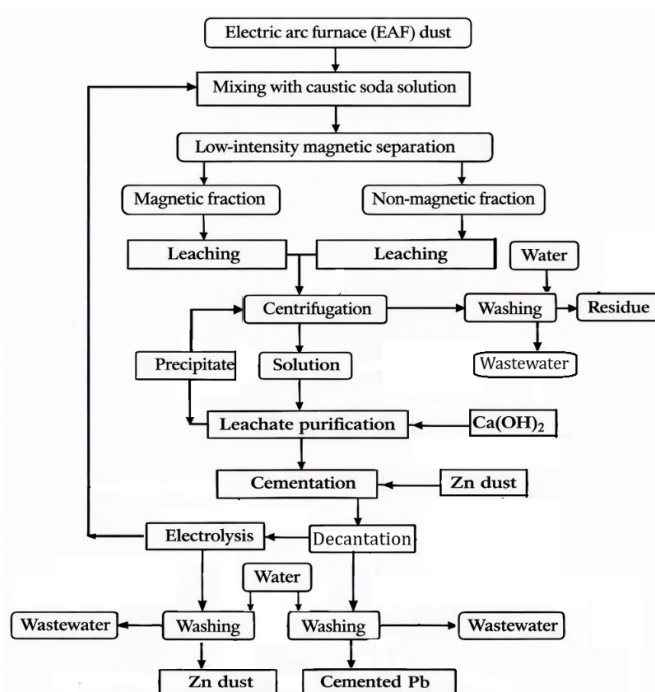 Electric arc furnace (EAF) dust
Mixing with caustic soda solution
Low-intensity magnetic separation
Magnetic fraction
Non-magnetic fraction
Leaching
Leaching
Water
Centrifugation
Washing
Residue
Precipitate
Solution
Wastewater
Leachate purification
Ca(OH)₂
Cementation
Zn dust
Electrolysis
Decantation
Water
Wastewater
Washing
Washing
Wastewater
Zn dust
Cemented Pb